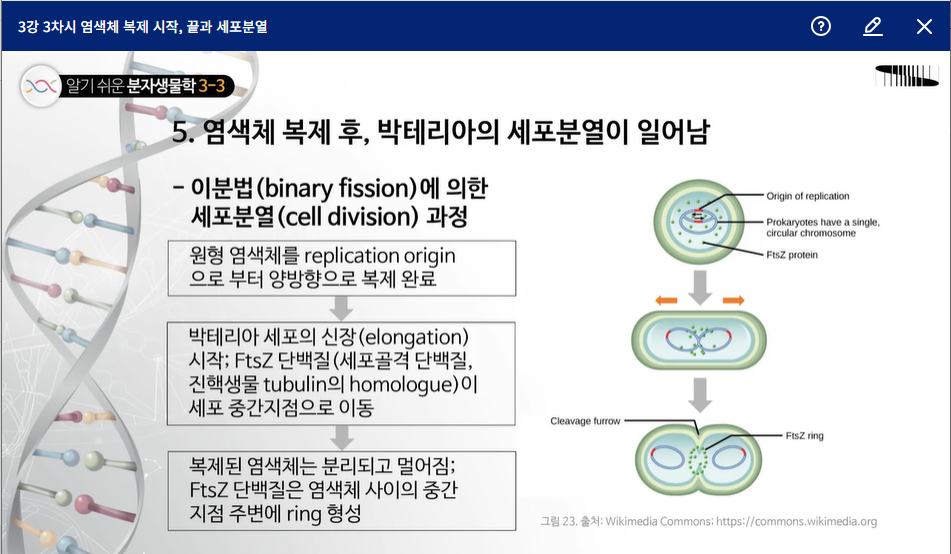 3강 3차시 염색체 복제 시작, 끝과 세포분열
알기 쉬운 분자생물학 3-3
5. 염색체 복제 후, 박테리아의 세포분열이 일어남
- 이분법(binary fission)에 의한
세포분열(cell division) 과정
원형 염색체를 replication origin
으로 부터 양방향으로 복제 완료
박테리아 세포의 신장(elongation)
시작; FtsZ 단백질(세포골격 단백질,
진핵생물 tubulin의 homologue)이
세포 중간지점으로 이동
복제된 염색체는 분리되고 멀어짐;
FtsZ 단백질은 염색체 사이의 중간
지점 주변에 ring 형성
Origin of replication
Prokaryotes have a single,
circular chromosome
FtsZ protein
Cleavage furrow
FtsZ ring
그림 23. 출처: Wikimedia Commons; https://commons.wikimedia.org